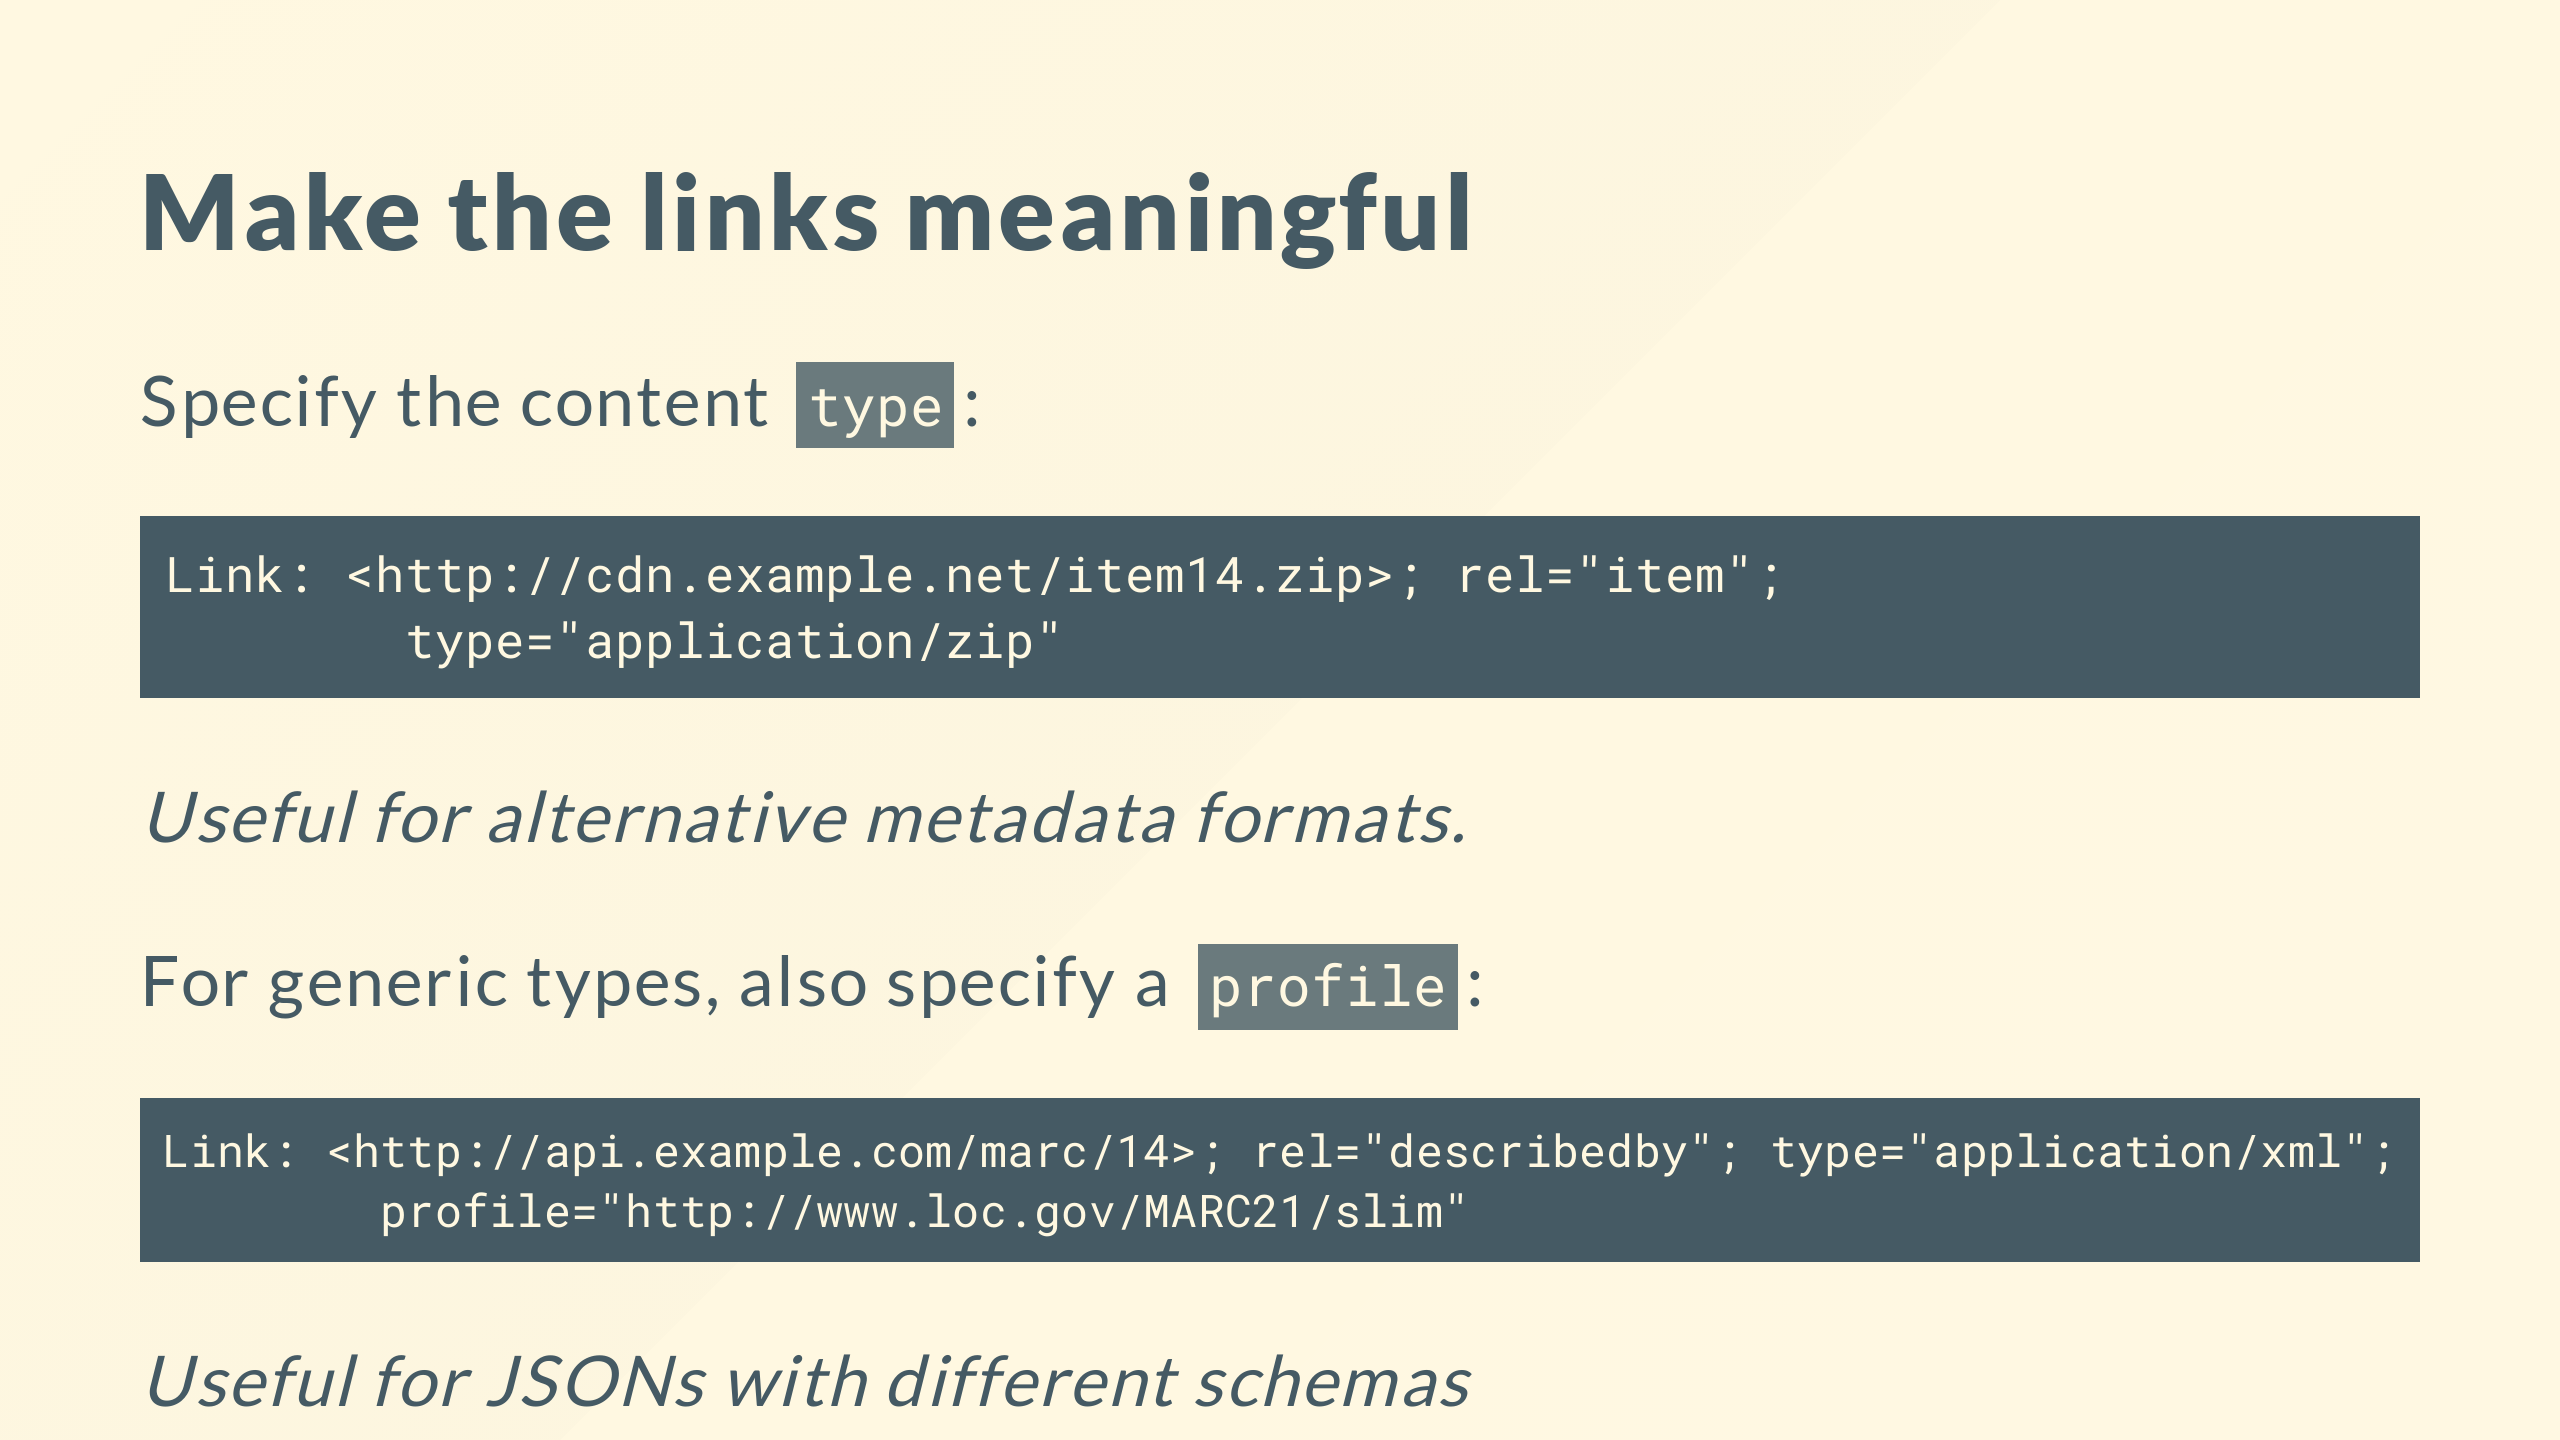 Make the links meaningful
Specify the content type:
Link: <http://cdn.example.net/item14.zip>; rel="item";
        type="application/zip"
Useful for alternative metadata formats.
For generic types, also specify a profile:
Link: <http://api.example.com/marc/14>; rel="describedby"; type="application/xml";
        profile="http://www.loc.gov/MARC21/slim"
Useful for JSONs with different schemas